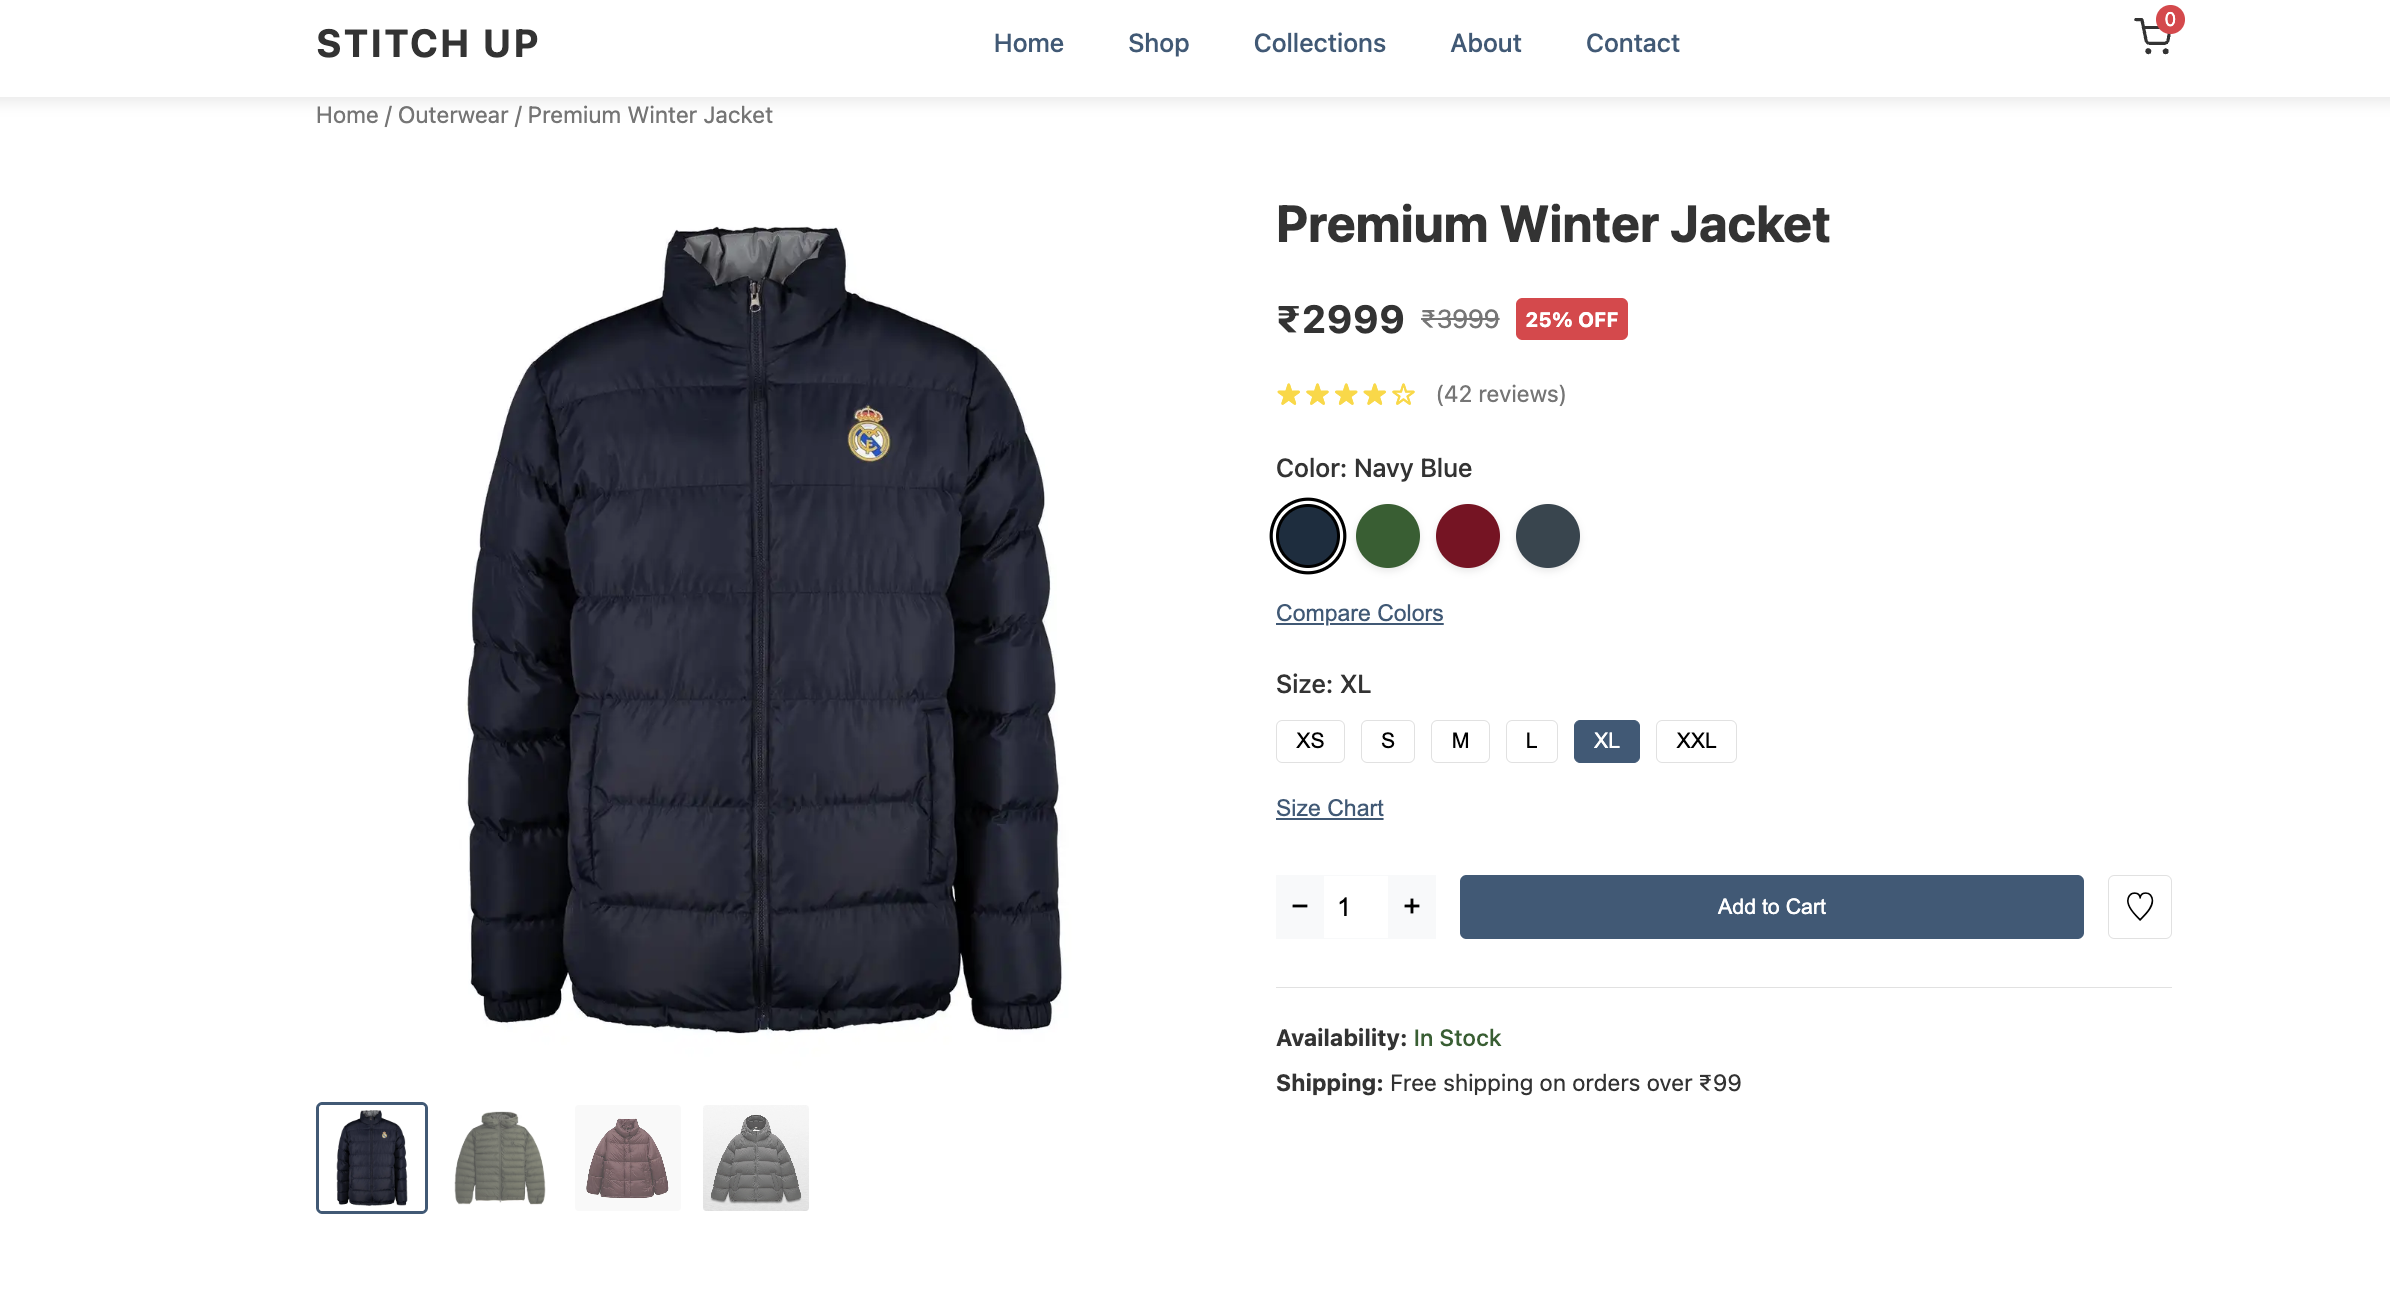 STITCH UP
Home
Shop
Collections
About
Contact
0
Home / Outerwear / Premium Winter Jacket
Premium Winter Jacket
₹2999 ₹3999 25% OFF
(42 reviews)
Color: Navy Blue
Compare Colors
Size: XL
XS
S
M
L
XL
XXL
Size Chart
− 1 +
Add to Cart
Availability: In Stock
Shipping: Free shipping on orders over ₹99